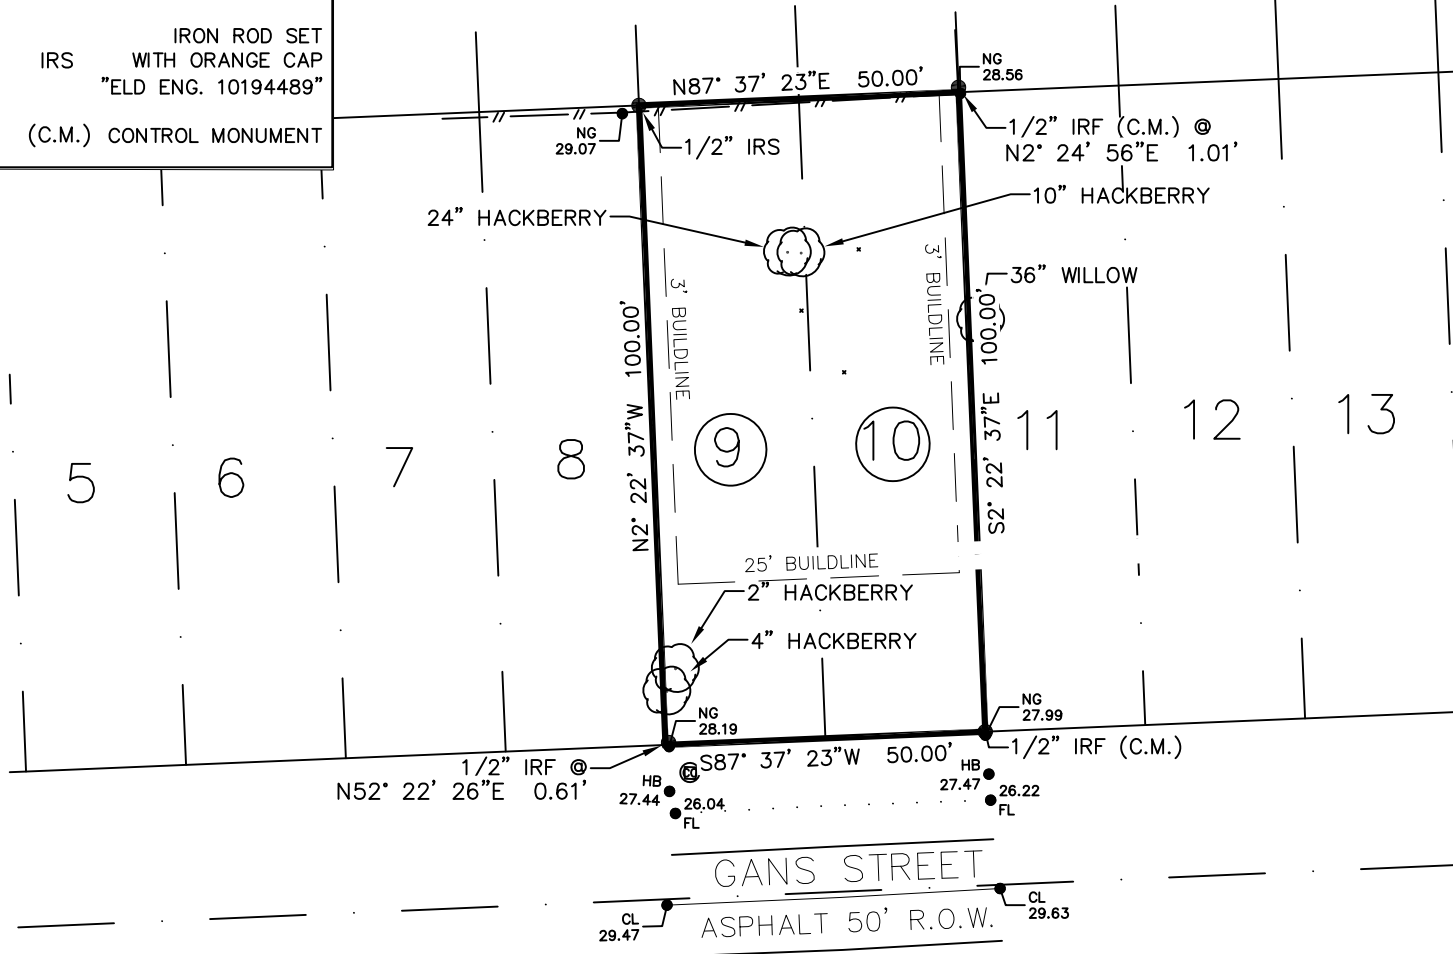 IRON ROD SET
IRS WITH ORANGE CAP
"ELD ENG. 10194489"
(C.M.) CONTROL MONUMENT
N87° 37' 23"E 50.00'
NG
28.56
NG
29.07
1/2" IRS
1/2" IRF (C.M.) @
N2° 24' 56"E 1.01'
24" HACKBERRY
10" HACKBERRY
36" WILLOW
3' BUILDLINE
3' BUILDLINE
N2° 22' 37"W 100.00'
S2° 22' 37"E 100.00'
5
6
7
8
9
10
11
12
13
25' BUILDLINE
2" HACKBERRY
4" HACKBERRY
NG
28.19
NG
27.99
1/2" IRF @
N52° 22' 26"E 0.61'
S87° 37' 23"W 50.00'
1/2" IRF (C.M.)
HB
27.44
26.04
FL
HB
27.47
26.22
FL
GANS STREET
ASPHALT 50' R.O.W.
CL
29.47
CL
29.63